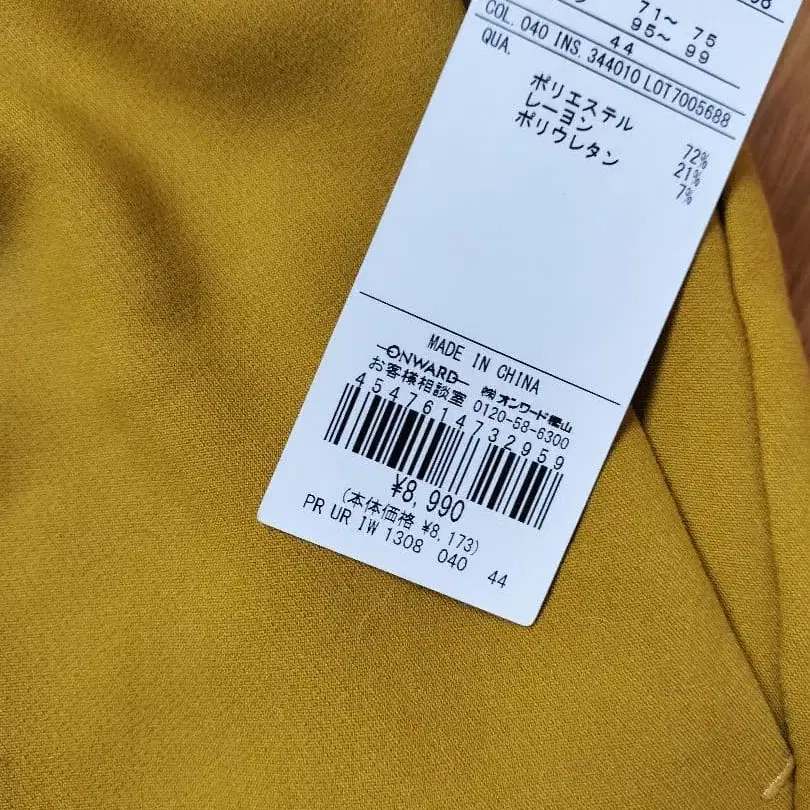 71～ 75
95～ 99
44
COL. 040 INS. 344010 LOT7005688
QUA.
ポリエステル 72%
レーヨン 21%
ポリウレタン 7%
MADE IN CHINA
ONWARD ㈱オンワード樫山
お客様相談室 0120-58-6300
4547614732959
¥8,990
(本体価格 ¥8,173)
PR UR IW 1308 040 44